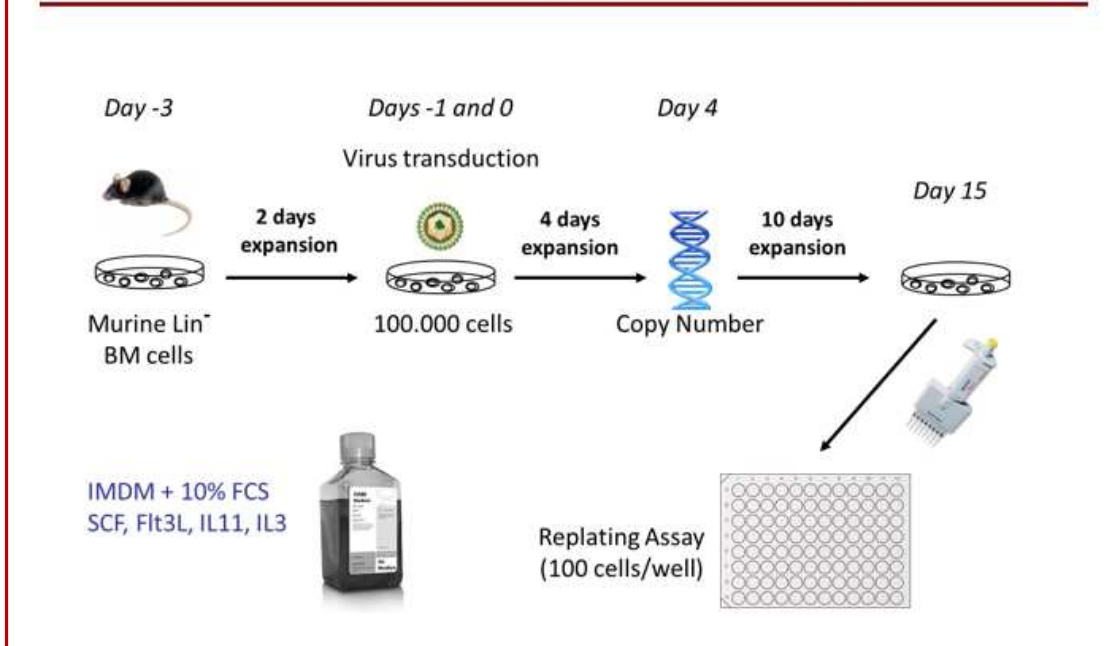 Day -3
Days -1 and 0
Day 4
Virus transduction
Day 15
2 days
expansion
4 days
expansion
10 days
expansion
Murine Lin⁻
BM cells
100.000 cells
Copy Number
IMDM + 10% FCS
SCF, Flt3L, IL11, IL3
Replating Assay
(100 cells/well)